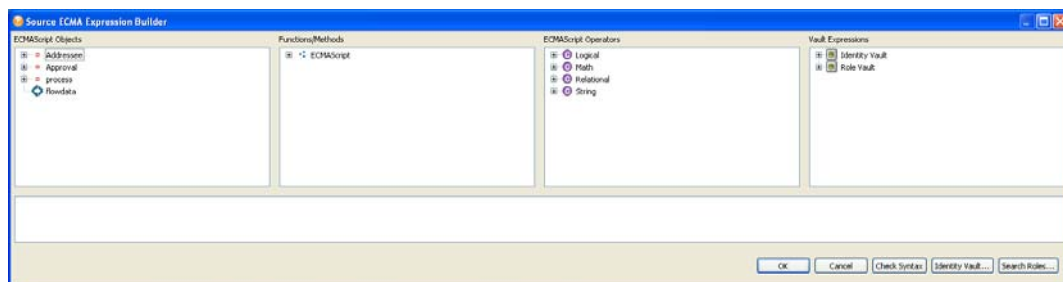 Source ECMA Expression Builder
ECMAScript Objects Functions/Methods ECMAScript Operators Vault Expressions
Addressee ECMAScript Logical Identity Vault
Approval Math Role Vault
process Relational
flowdata String
OK Cancel Check Syntax Identity Vault... Search Roles...